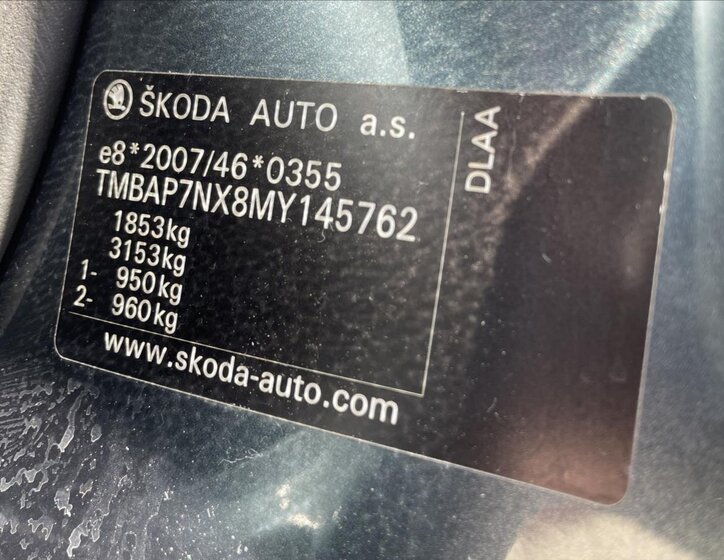 ŠKODA AUTO a.s.
DLAA
e8*2007/46*0355
TMBAP7NX8MY145762
1853kg
3153kg
1- 950kg
2- 960kg
www.skoda-auto.com